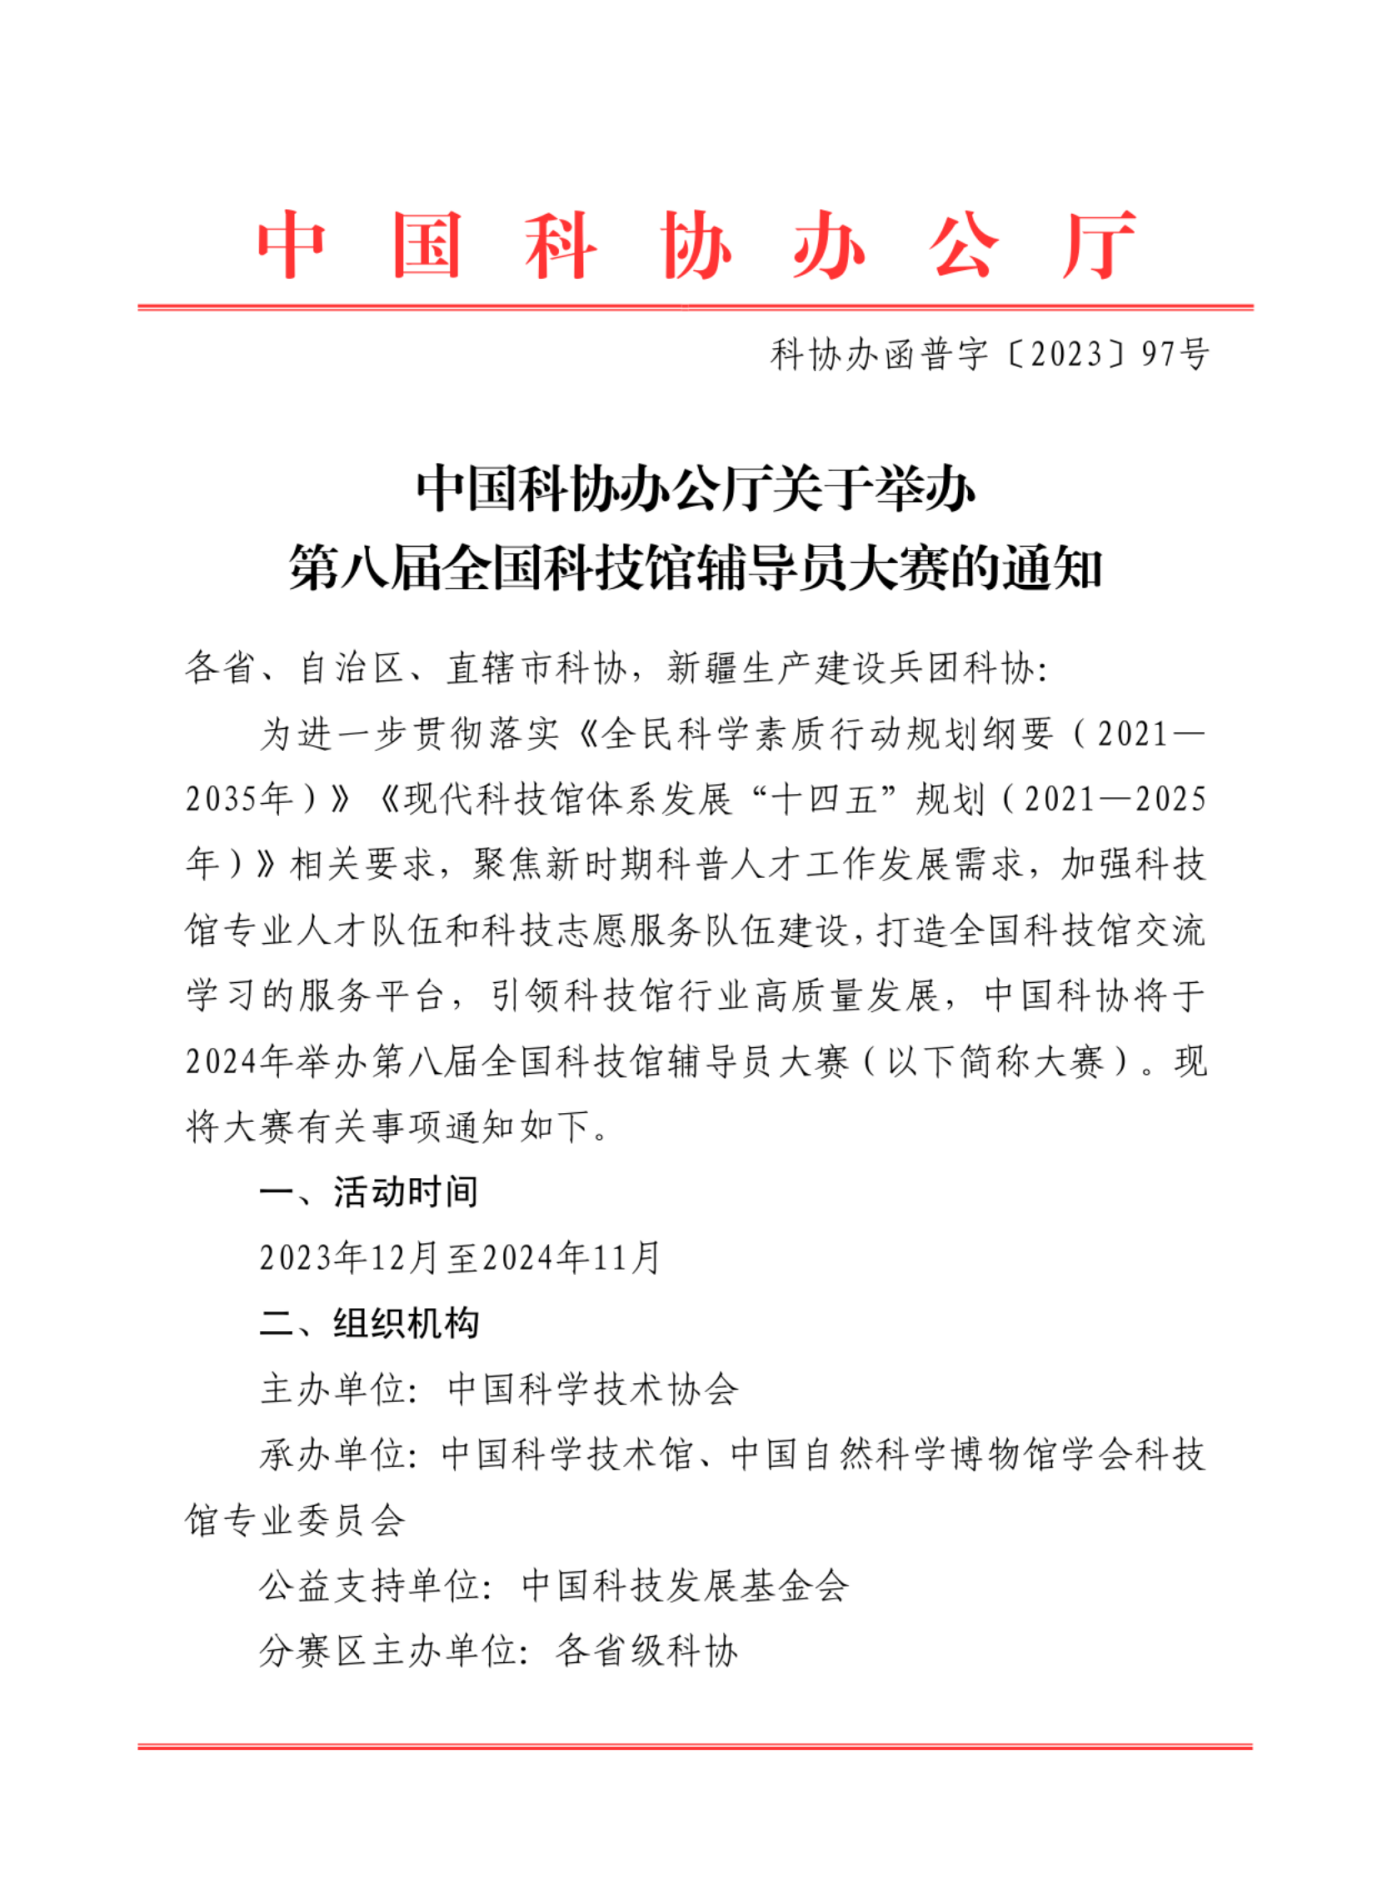 中国科协办公厅
科协办函普字〔2023〕97号
中国科协办公厅关于举办
第八届全国科技馆辅导员大赛的通知
各省、自治区、直辖市科协，新疆生产建设兵团科协：
为进一步贯彻落实《全民科学素质行动规划纲要（2021—
2035年）》《现代科技馆体系发展“十四五”规划（2021—2025
年）》相关要求，聚焦新时期科普人才工作发展需求，加强科技
馆专业人才队伍和科技志愿服务队伍建设，打造全国科技馆交流
学习的服务平台，引领科技馆行业高质量发展，中国科协将于
2024年举办第八届全国科技馆辅导员大赛（以下简称大赛）。现
将大赛有关事项通知如下。
一、活动时间
2023年12月至2024年11月
二、组织机构
主办单位：中国科学技术协会
承办单位：中国科学技术馆、中国自然科学博物馆学会科技
馆专业委员会
公益支持单位：中国科技发展基金会
分赛区主办单位：各省级科协